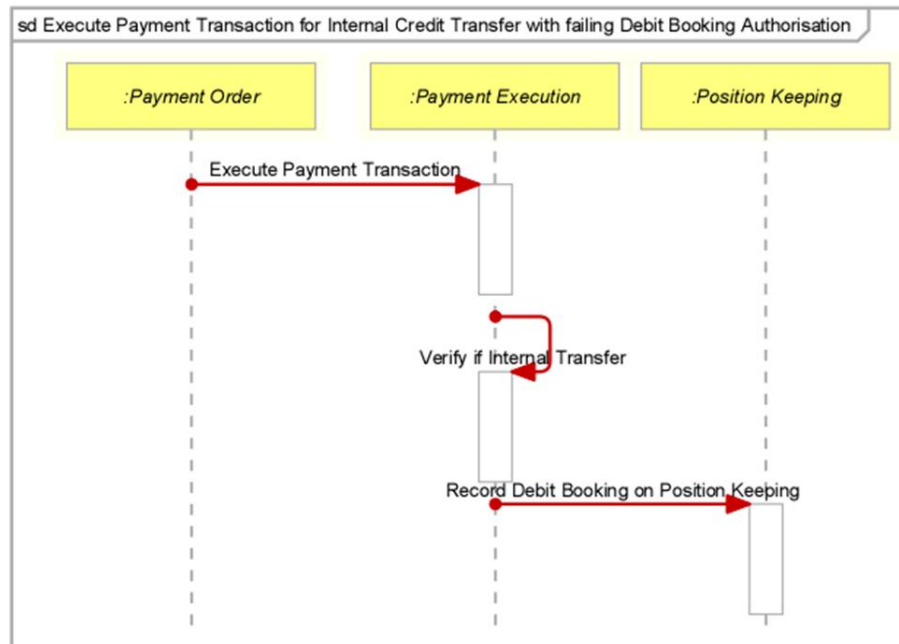 sd Execute Payment Transaction for Internal Credit Transfer with failing Debit Booking Authorisation
:Payment Order
:Payment Execution
:Position Keeping
Execute Payment Transaction
Verify if Internal Transfer
Record Debit Booking on Position Keeping